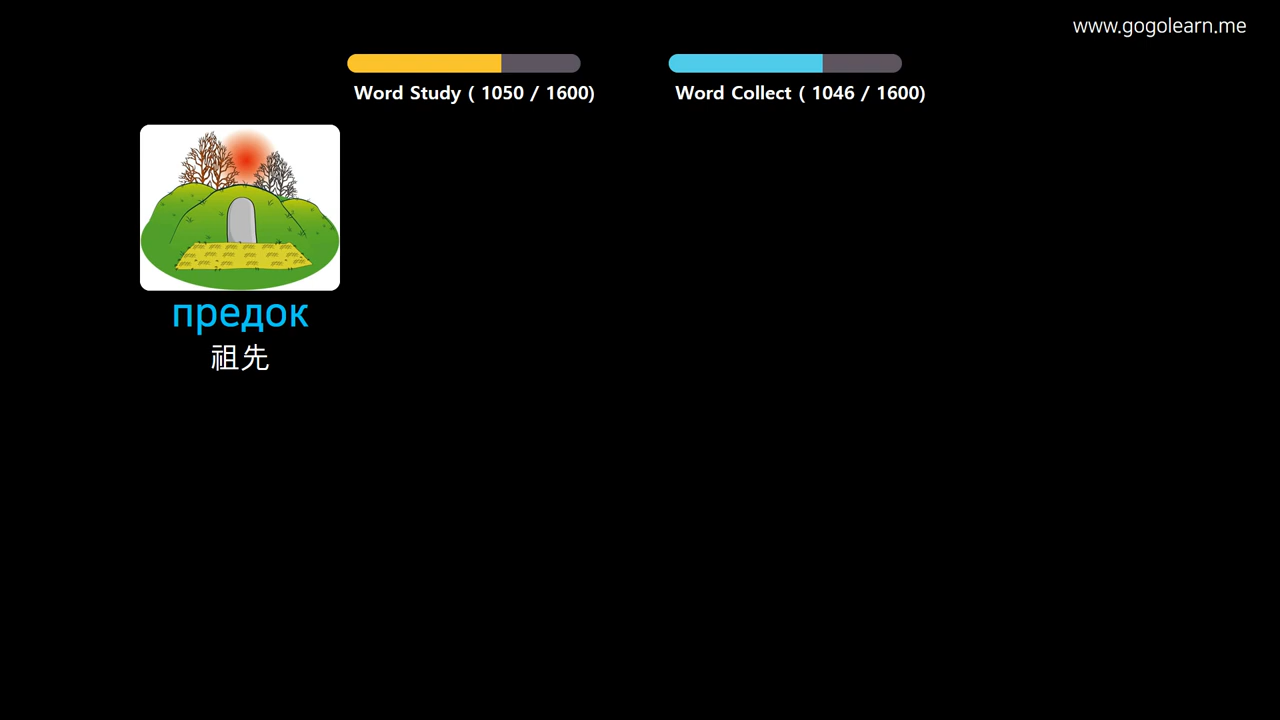 www.gogolearn.me
Word Study ( 1050 / 1600)
Word Collect ( 1046 / 1600)
предок
祖先